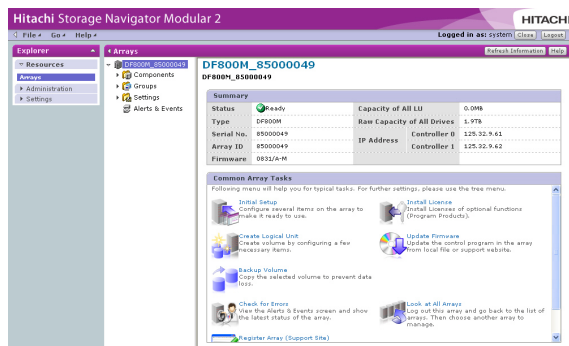 Hitachi Storage Navigator Modular 2
HITACHI
File Go Help
Logged in as: system Close Logout
Explorer
Arrays
Refresh Information Help
Resources
Arrays
Administration
Settings
DF800M_85000049
Components
Groups
Settings
Alerts & Events
DF800M_85000049
DF800M_85000049
Summary
Status Ready Capacity of All LU 0.0MB
Type DF800M Raw Capacity of All Drives 1.9TB
Serial No. 85000049 IP Address Controller 0 125.32.9.61
Array ID 85000049 Controller 1 125.32.9.62
Firmware 0831/A-M
Common Array Tasks
Following menu will help you for typical tasks. For further settings, please use the tree menu.
Initial Setup
Configure several items on the array to
make it ready to use.
Install License
Install Licenses of optional functions
(Program Products).
Create Logical Unit
Create volume by configuring a few
necessary items.
Update Firmware
Update the control program in the array
from local file or support website.
Backup Volume
Copy the selected volume to prevent data
loss.
Check for Errors
View the Alerts & Events screen and show
the latest status of the array.
Look at All Arrays
Log out this array and go back to the list of
arrays. Then choose another array to
manage.
Register Array (Support Site)